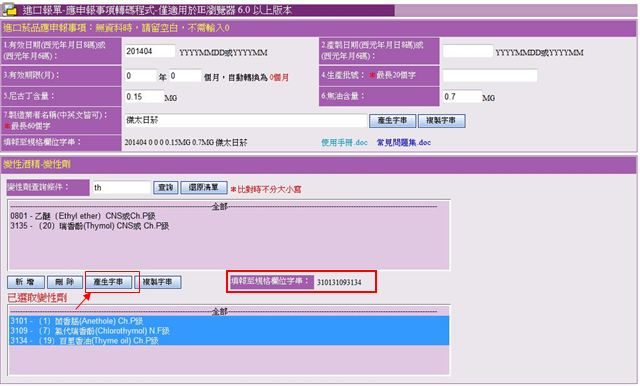 進口報單-應申報事項轉碼程式-僅適用於IE瀏覽器 6.0 以上版本
進口菸品應申報事項：無資料時，請留空白，不需輸入0
1.有效日期(西元年月日8碼)或(西元年月6碼)： 201404 YYYYMMDD或YYYYMM 2.產製日期(西元年月日8碼)或(西元年月6碼)： YYYYMMDD或YYYYMM
3.有效期限(月)： 0 年 0 個月，自動轉換為 0個月 4.生產批號： ＊最長20個字
5.尼古丁含量： 0.15 MG 6.焦油含量： 0.7 MG
7.製造業者名稱(中英文皆可)：＊最長60個字 傑太日菸 產生字串 複製字串
填報至規格欄位字串： 201404 0 0 0 0.15MG 0.7MG 傑太日菸 使用手冊.doc 常見問題集.doc
變性酒精-變性劑
變性劑查詢條件： th 查詢 還原清單 ＊比對時不分大小寫
全部
0801 - 乙醚（Ethyl ether）CNS或Ch.P級
3135 - （20）瑞香酚(Thymol) CNS或 Ch.P級
新 增 刪 除 產生字串 複製字串 填報至規格欄位字串： 310131093134
已選取變性劑
全部
3101 - （1）茴香腦(Anethole) Ch.P級
3109 - （7）氯代瑞香酚(Chlorothymol) N.F級
3134 - （19）百里香油(Thyme oil) Ch.P級